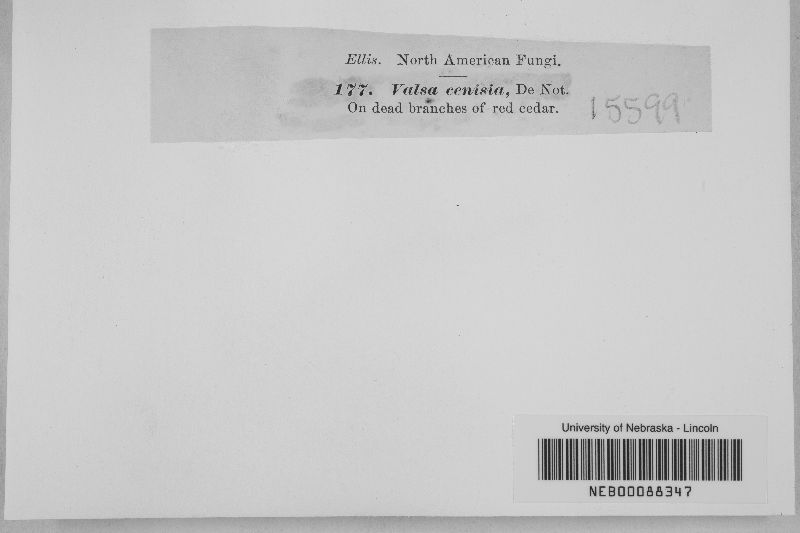 Ellis. North American Fungi.
177. Valsa cenisia, De Not.
On dead branches of red cedar.
15599
University of Nebraska - Lincoln
NEB00088347